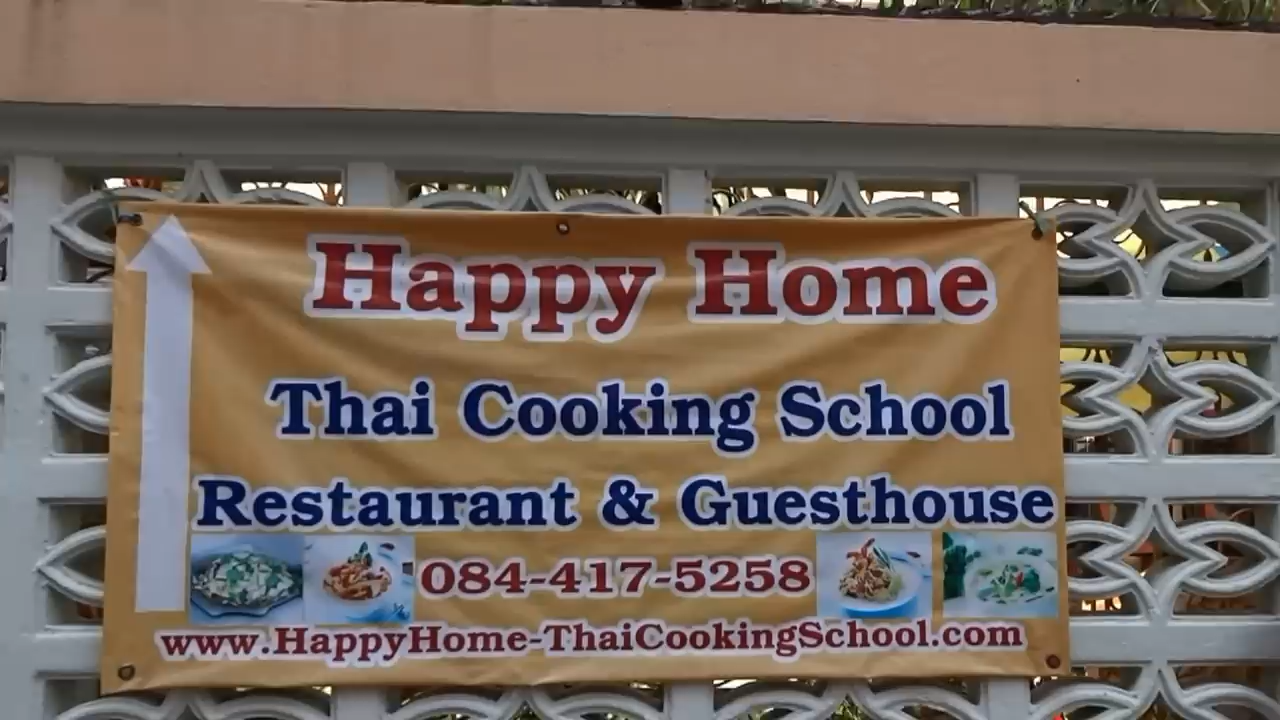 Happy Home
Thai Cooking School
Restaurant & Guesthouse
084-417-5258
www.HappyHome-ThaiCookingSchool.com